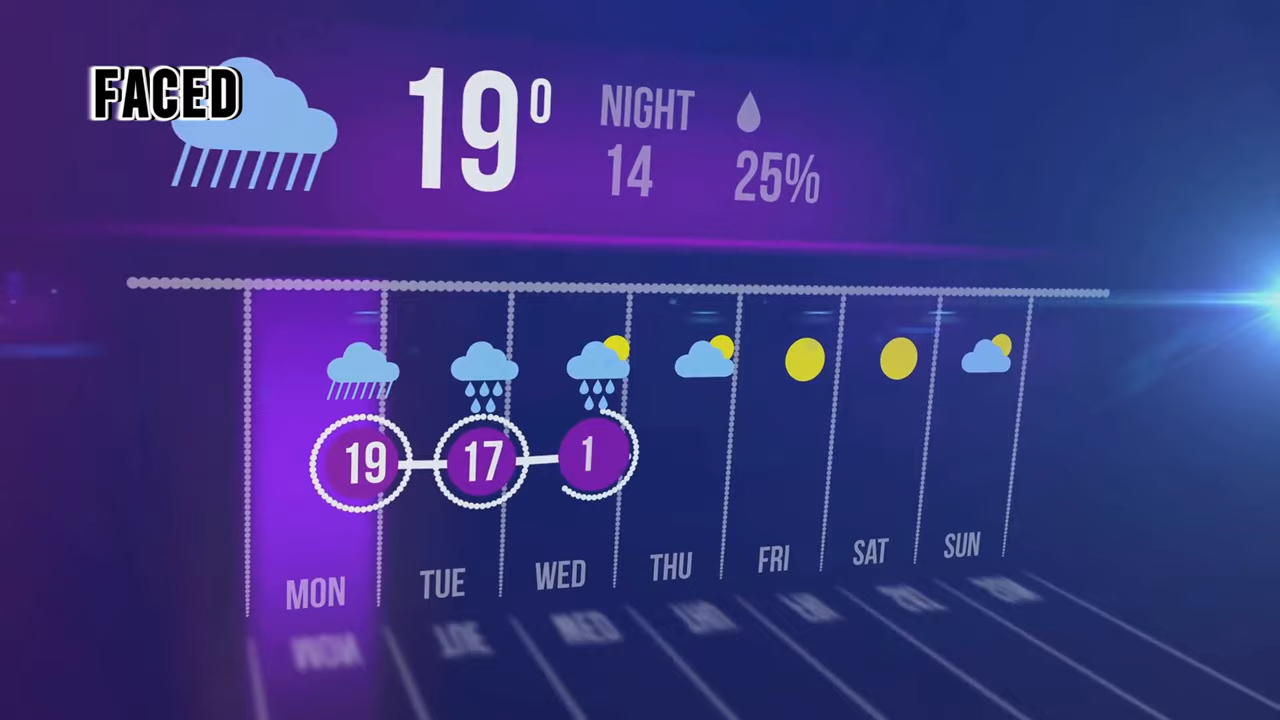 FACED
19°
NIGHT
14
25%
19
17
1
MON
TUE
WED
THU
FRI
SAT
SUN